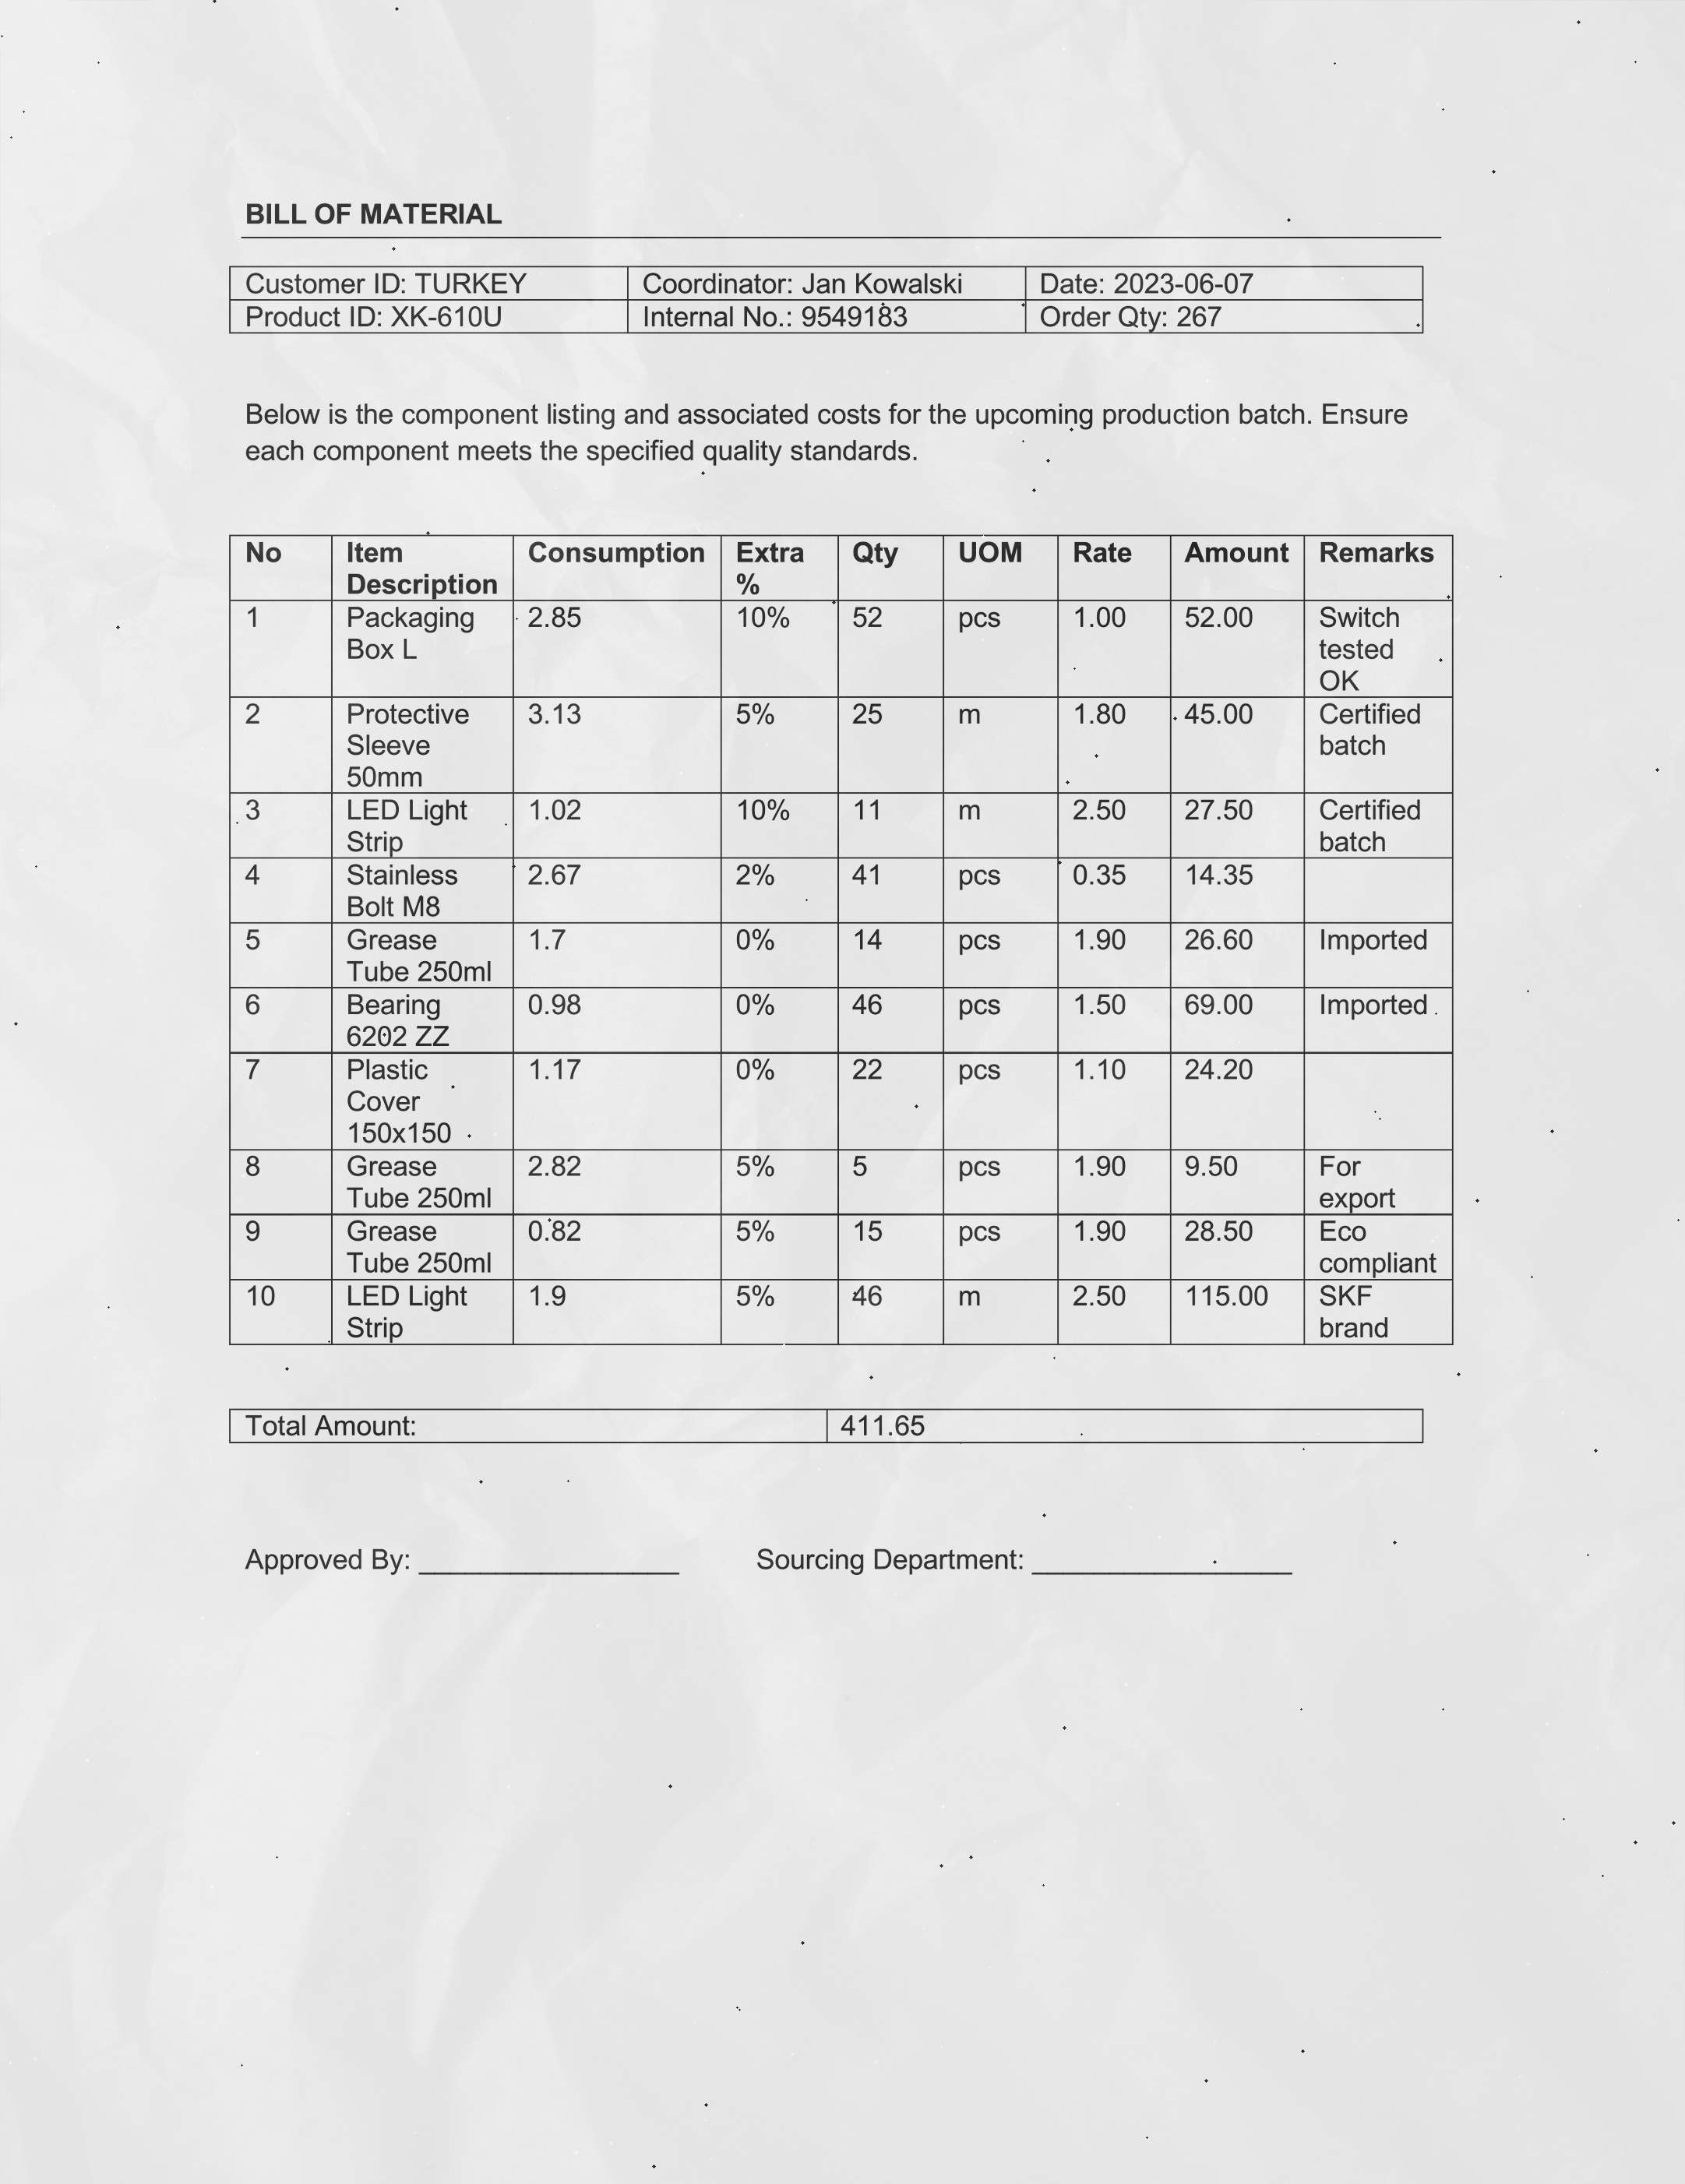 BILL OF MATERIAL
Customer ID: TURKEY Coordinator: Jan Kowalski Date: 2023-06-07
Product ID: XK-610U Internal No.: 9549183 Order Qty: 267
Below is the component listing and associated costs for the upcoming production batch. Ensure
each component meets the specified quality standards.
No Item Description Consumption Extra % Qty UOM Rate Amount Remarks
1 Packaging Box L 2.85 10% 52 pcs 1.00 52.00 Switch tested OK
2 Protective Sleeve 50mm 3.13 5% 25 m 1.80 45.00 Certified batch
3 LED Light Strip 1.02 10% 11 m 2.50 27.50 Certified batch
4 Stainless Bolt M8 2.67 2% 41 pcs 0.35 14.35
5 Grease Tube 250ml 1.7 0% 14 pcs 1.90 26.60 Imported
6 Bearing 6202 ZZ 0.98 0% 46 pcs 1.50 69.00 Imported
7 Plastic Cover 150x150 1.17 0% 22 pcs 1.10 24.20
8 Grease Tube 250ml 2.82 5% 5 pcs 1.90 9.50 For export
9 Grease Tube 250ml 0.82 5% 15 pcs 1.90 28.50 Eco compliant
10 LED Light Strip 1.9 5% 46 m 2.50 115.00 SKF brand
Total Amount: 411.65
Approved By: _________________ Sourcing Department: _________________